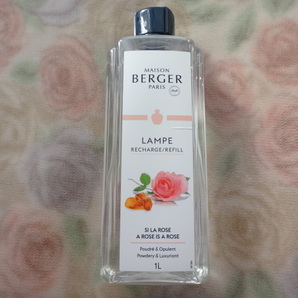 MAISON
BERGER
PARIS
LAMPE
RECHARGE/REFILL
SI LA ROSE
A ROSE IS A ROSE
Poudré & Opulent
Powdery & Luxuriant
1L